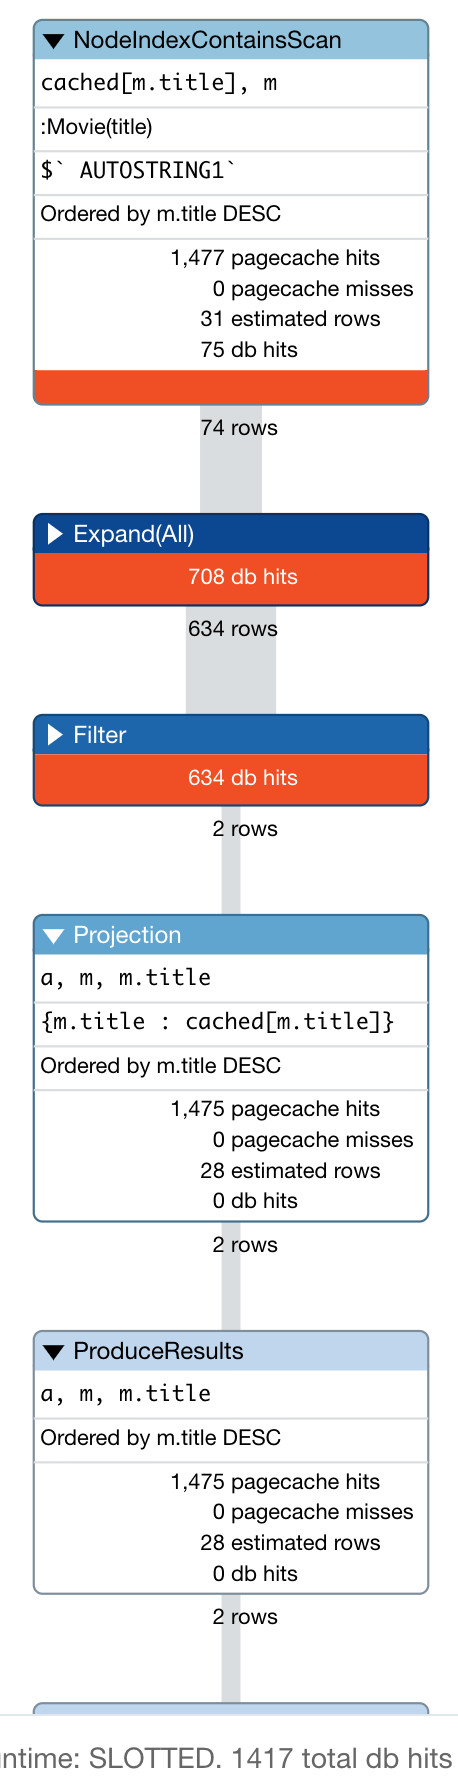 NodeIndexContainsScan
cached[m.title], m
:Movie(title)
$` AUTOSTRING1`
Ordered by m.title DESC
1,477 pagecache hits
0 pagecache misses
31 estimated rows
75 db hits
74 rows
Expand(All)
708 db hits
634 rows
Filter
634 db hits
2 rows
Projection
a, m, m.title
{m.title : cached[m.title]}
Ordered by m.title DESC
1,475 pagecache hits
0 pagecache misses
28 estimated rows
0 db hits
2 rows
ProduceResults
a, m, m.title
Ordered by m.title DESC
1,475 pagecache hits
0 pagecache misses
28 estimated rows
0 db hits
2 rows
ntime: SLOTTED. 1417 total db hits